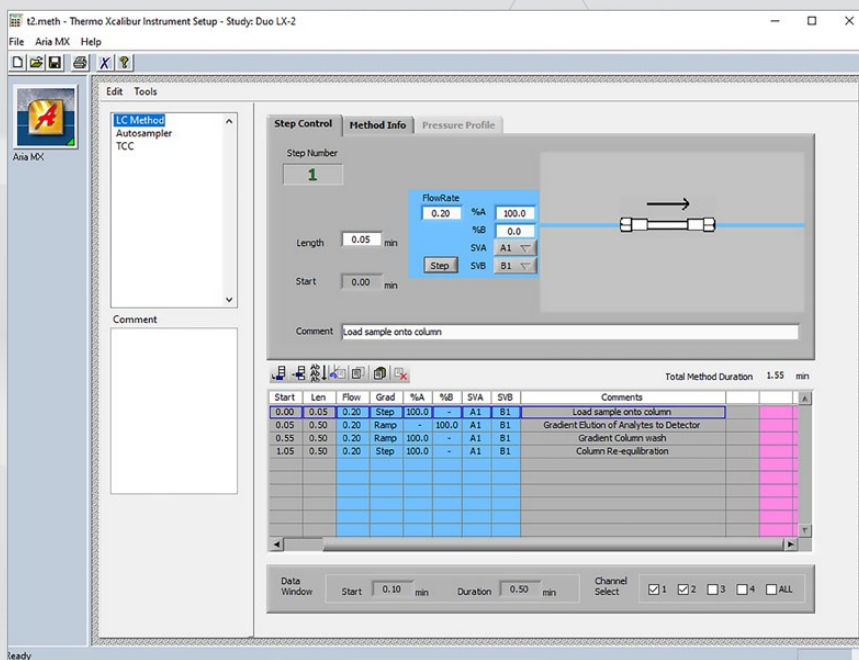 t2.meth - Thermo Xcalibur Instrument Setup - Study: Duo LX-2
File Aria MX Help
Edit Tools
Aria MX
LC Method
Autosampler
TCC
Comment
Step Control Method Info Pressure Profile
Step Number
1
FlowRate
0.20 %A 100.0
%B 0.0
Length 0.05 min
SVA A1
Step SVB B1
Start 0.00 min
Comment Load sample onto column
Total Method Duration 1.55 min
Start Len Flow Grad %A %B SVA SVB Comments
0.00 0.05 0.20 Step 100.0 - A1 B1 Load sample onto column
0.05 0.50 0.20 Ramp - 100.0 A1 B1 Gradient Elution of Analytes to Detector
0.55 0.50 0.20 Ramp 100.0 - A1 B1 Gradient Column wash
1.05 0.50 0.20 Step 100.0 - A1 B1 Column Re-equilibration
Data Window Start 0.10 min Duration 0.50 min Channel Select 1 2 3 4 ALL